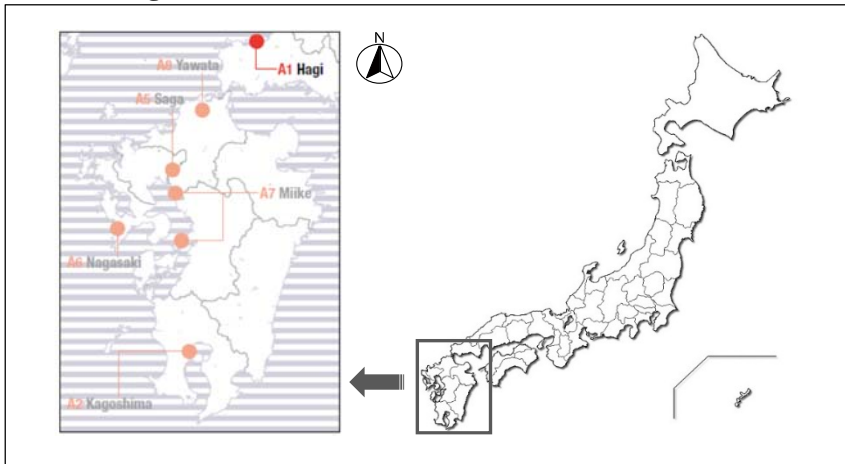 N
A8 Yawata
A1 Hagi
A5 Saga
A7 Miike
A6 Nagasaki
A2 Kagoshima